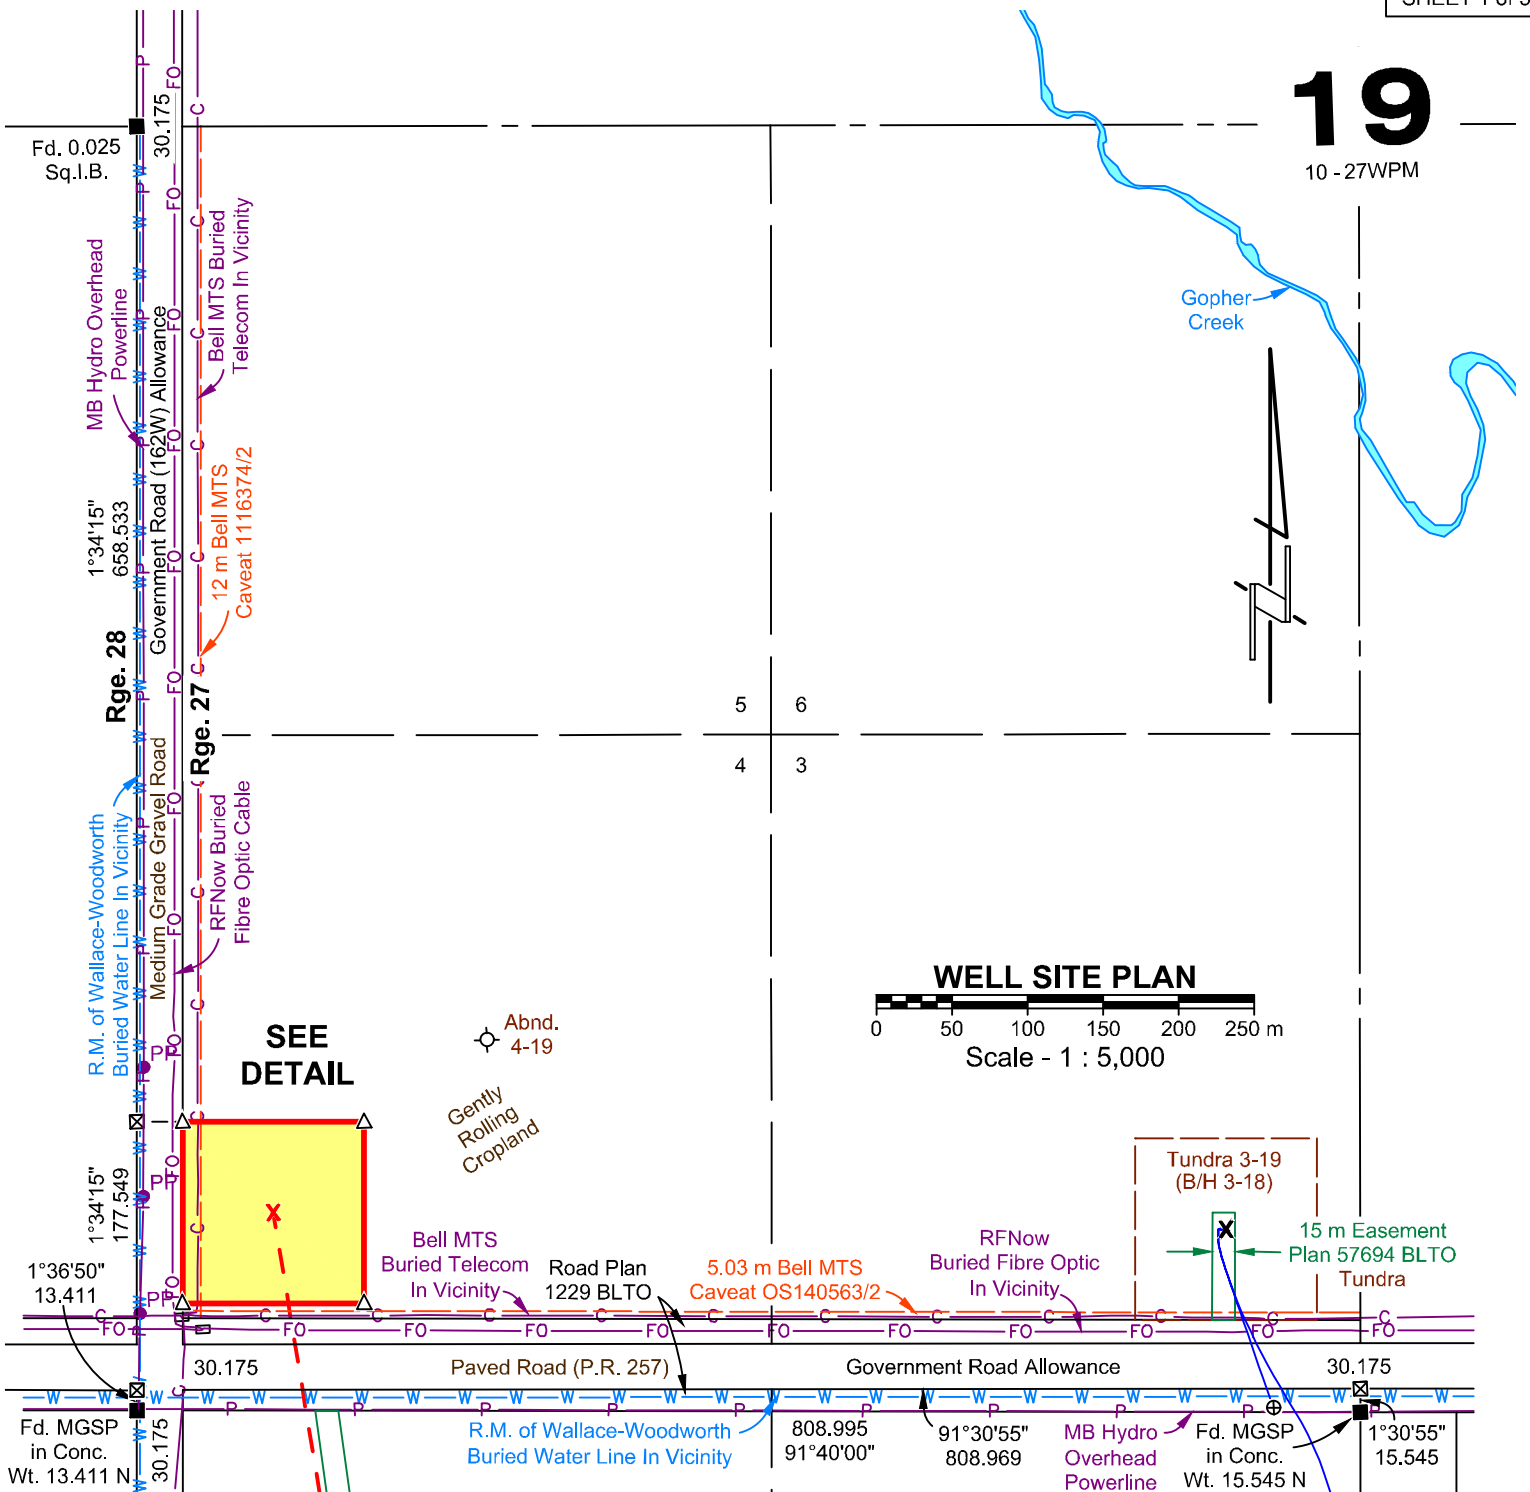 19
10 - 27WPM
Fd. 0.025
Sq.I.B.
30.175
MB Hydro Overhead
Powerline
Government Road (162W) Allowance
Bell MTS Buried
Telecom In Vicinity
Gopher
Creek
1°34'15"
658.533
12 m Bell MTS
Caveat 1116374/2
Rge. 28
Rge. 27
5
6
4
3
R.M. of Wallace-Woodworth
Buried Water Line In Vicinity
Medium Grade Gravel Road
RFNow Buried
Fibre Optic Cable
WELL SITE PLAN
0 50 100 150 200 250 m
Scale - 1 : 5,000
SEE
DETAIL
Abnd.
4-19
Gently
Rolling
Cropland
PP
PP
PP
1°34'15"
177.549
Tundra 3-19
(B/H 3-18)
15 m Easement
Plan 57694 BLTO
Tundra
1°36'50"
13.411
Bell MTS
Buried Telecom
In Vicinity
Road Plan
1229 BLTO
5.03 m Bell MTS
Caveat OS140563/2
RFNow
Buried Fibre Optic
In Vicinity
30.175
Paved Road (P.R. 257)
Government Road Allowance
30.175
Fd. MGSP
in Conc.
Wt. 13.411 N
30.175
R.M. of Wallace-Woodworth
Buried Water Line In Vicinity
808.995
91°40'00"
91°30'55"
808.969
MB Hydro
Overhead
Powerline
Fd. MGSP
in Conc.
Wt. 15.545 N
1°30'55"
15.545